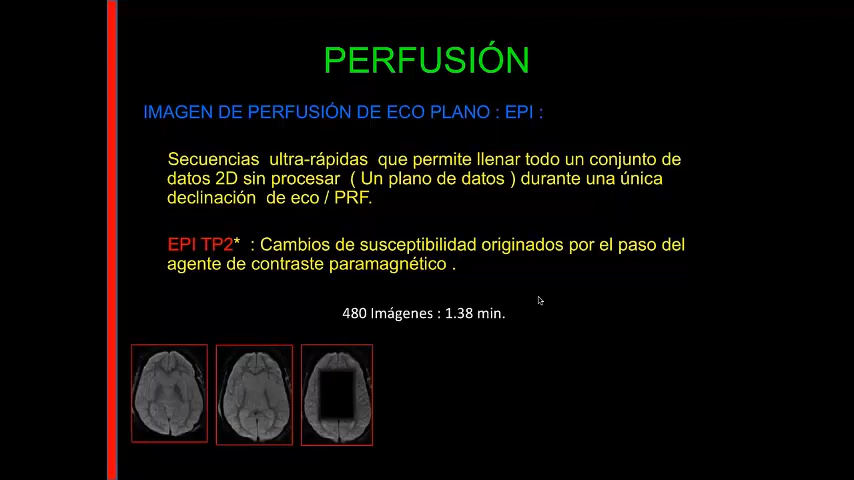 PERFUSIÓN
IMAGEN DE PERFUSIÓN DE ECO PLANO : EPI :
Secuencias ultra-rápidas que permite llenar todo un conjunto de
datos 2D sin procesar ( Un plano de datos ) durante una única
declinación de eco / PRF.
EPI TP2* : Cambios de susceptibilidad originados por el paso del
agente de contraste paramagnético .
480 Imágenes : 1.38 min.